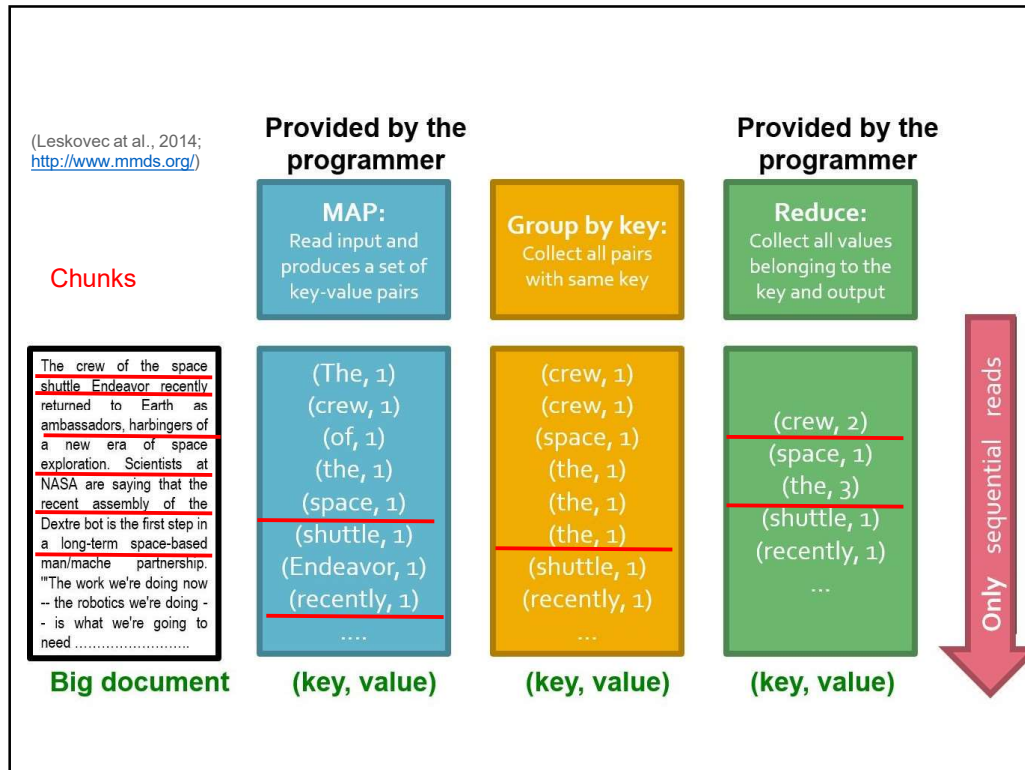 (Leskovec at al., 2014;
http://www.mmds.org/)
Provided by the
programmer
Provided by the
programmer
MAP:
Read input and
produces a set of
key-value pairs
Group by key:
Collect all pairs
with same key
Reduce:
Collect all values
belonging to the
key and output
Chunks
The crew of the space
shuttle Endeavor recently
returned to Earth as
ambassadors, harbingers of
a new era of space
exploration. Scientists at
NASA are saying that the
recent assembly of the
Dextre bot is the first step in
a long-term space-based
man/mache partnership.
'"The work we're doing now
-- the robotics we're doing -
- is what we're going to
need ……………………..
Big document
(The, 1)
(crew, 1)
(of, 1)
(the, 1)
(space, 1)
(shuttle, 1)
(Endeavor, 1)
(recently, 1)
....
(key, value)
(crew, 1)
(crew, 1)
(space, 1)
(the, 1)
(the, 1)
(the, 1)
(shuttle, 1)
(recently, 1)
...
(key, value)
(crew, 2)
(space, 1)
(the, 3)
(shuttle, 1)
(recently, 1)
...
(key, value)
Only sequential reads